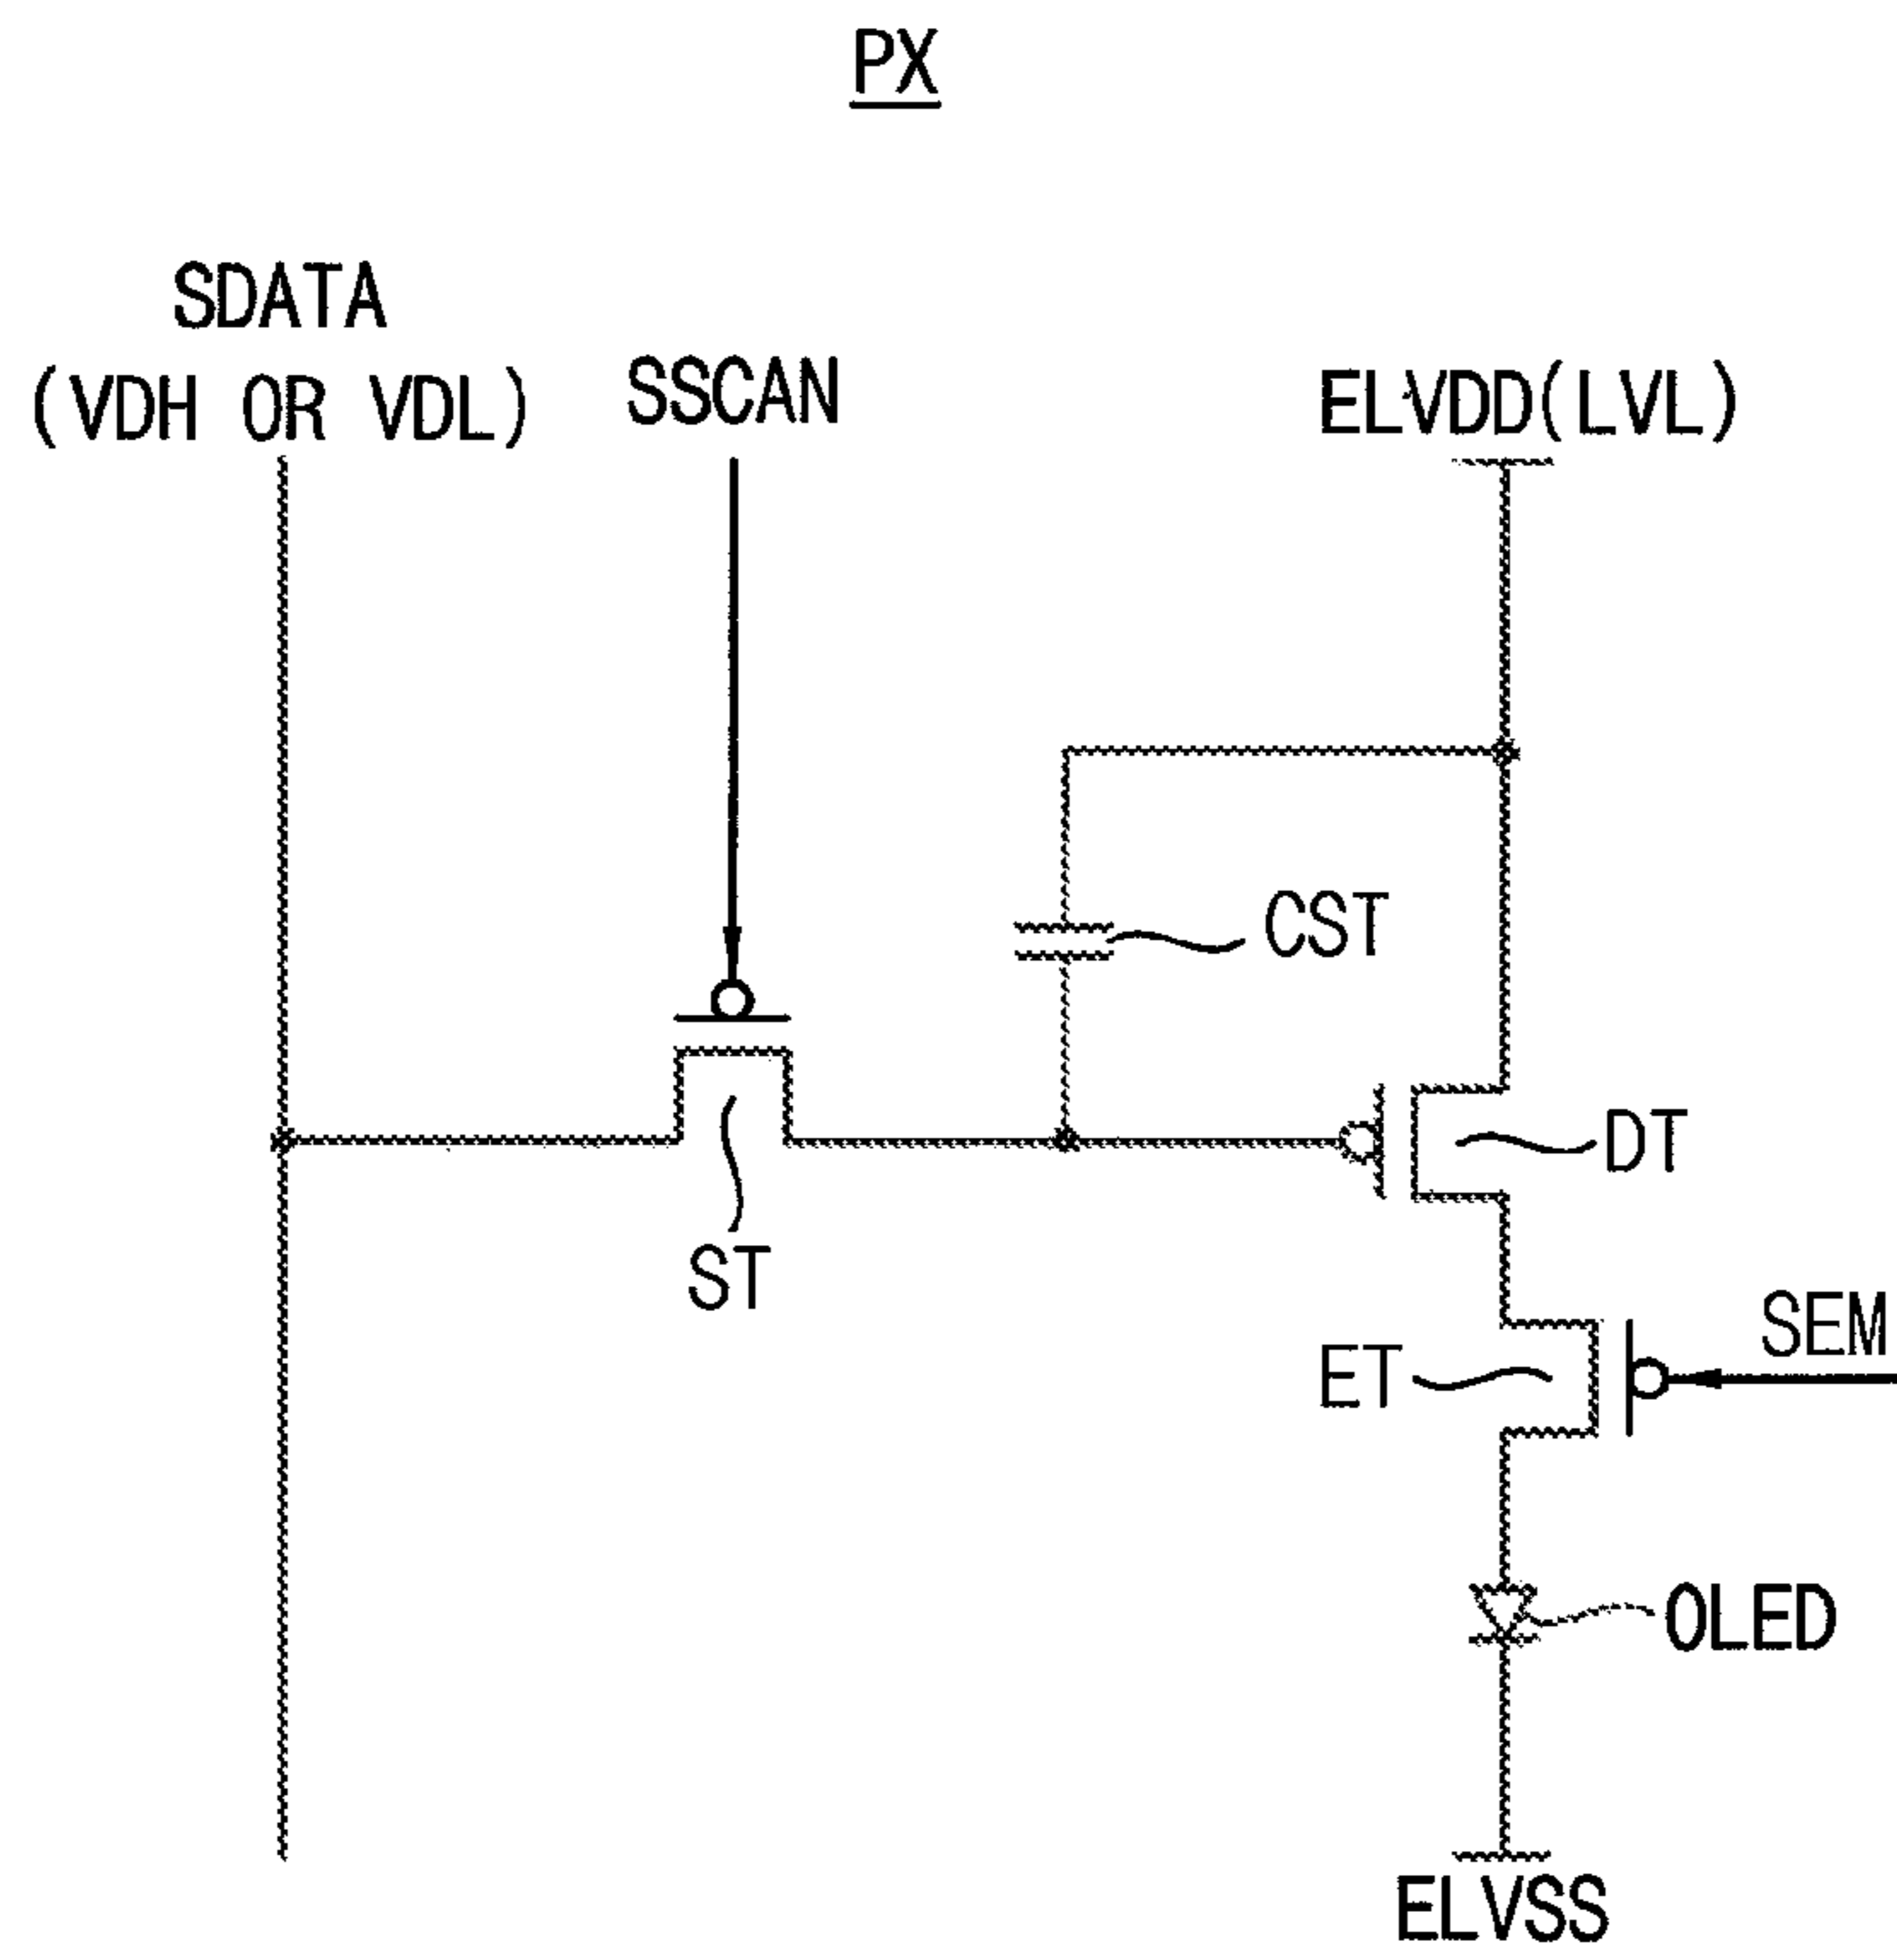 PX
SDATA
(VDH OR VDL)
SSCAN
ELVDD(LVL)
CST
DT
ST
SEM
ET
OLED
ELVSS